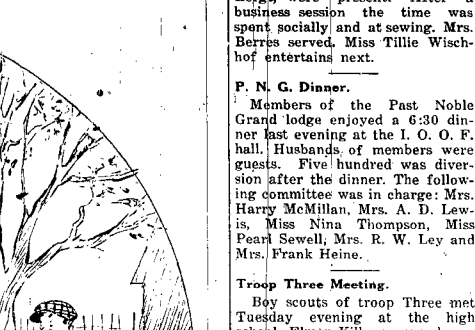 business session the time was
spent socially and at sewing. Mrs.
Berres served. Miss Tillie Wisch-
hof entertains next.
P. N. G. Dinner.
Members of the Past Noble
Grand lodge enjoyed a 6:30 din-
ner last evening at the I. O. O. F.
hall. Husbands of members were
guests. Five hundred was diver-
sion after the dinner. The follow-
ing committee was in charge: Mrs.
Harry McMillan, Mrs. A. D. Lew-
is, Miss Nina Thompson, Miss
Pearl Sewell, Mrs. R. W. Ley and
Mrs. Frank Heine.
Troop Three Meeting.
Boy scouts of troop Three met
Tuesday evening at the high